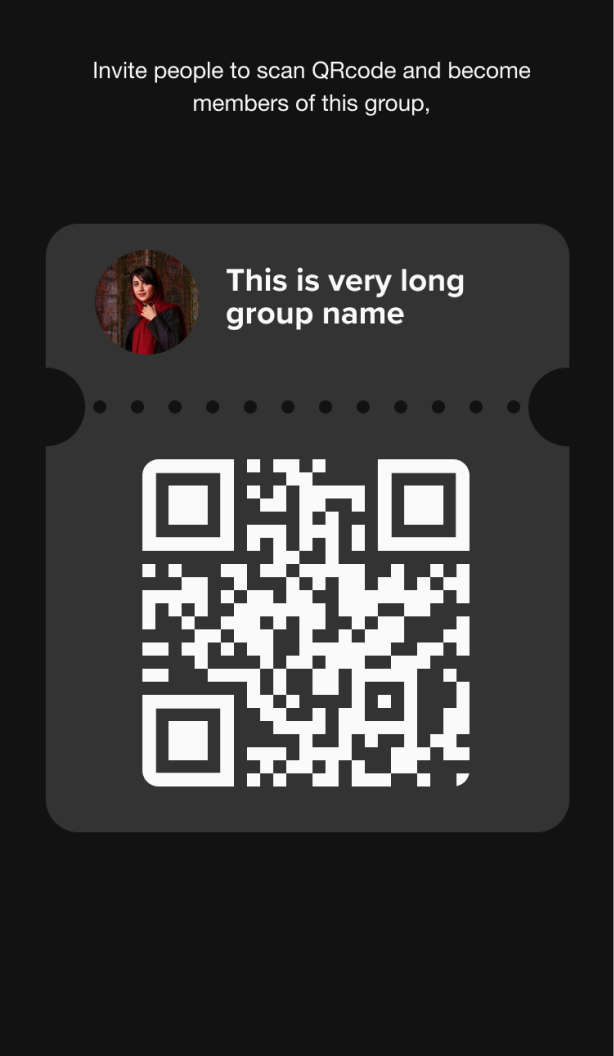 Invite people to scan QRcode and become
members of this group,
This is very long
group name